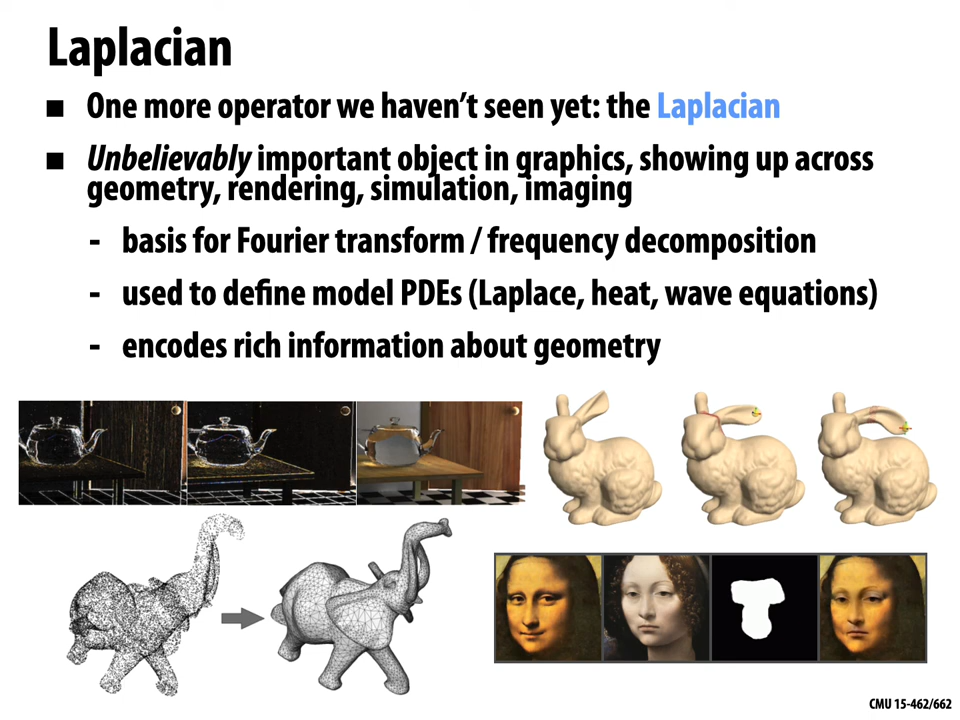 Laplacian
■ One more operator we haven’t seen yet: the Laplacian
■ Unbelievably important object in graphics, showing up across
geometry, rendering, simulation, imaging
- basis for Fourier transform / frequency decomposition
- used to define model PDEs (Laplace, heat, wave equations)
- encodes rich information about geometry
CMU 15-462/662